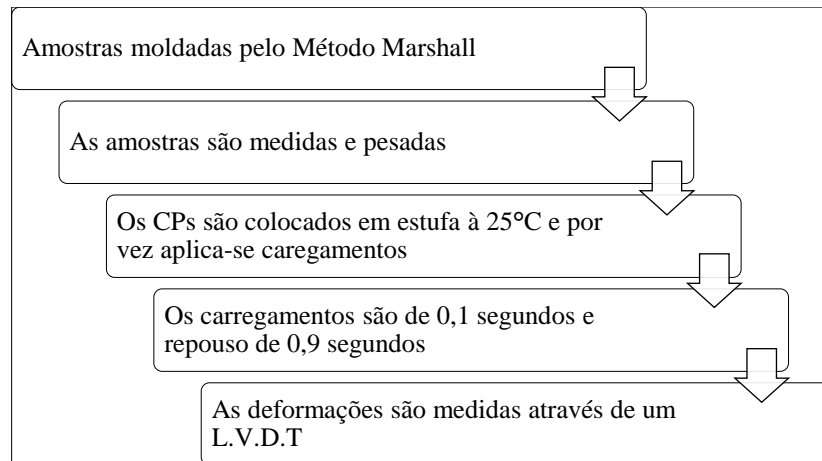 Amostras moldadas pelo Método Marshall
As amostras são medidas e pesadas
Os CPs são colocados em estufa à 25°C e por
vez aplica-se caregamentos
Os carregamentos são de 0,1 segundos e
repouso de 0,9 segundos
As deformações são medidas através de um
L.V.D.T